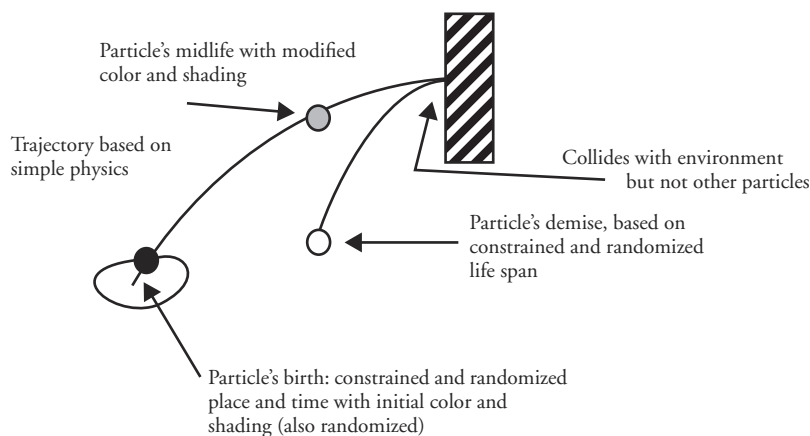 Particle’s midlife with modified
color and shading
Trajectory based on
simple physics
Collides with environment
but not other particles
Particle’s demise, based on
constrained and randomized
life span
Particle’s birth: constrained and randomized
place and time with initial color and
shading (also randomized)